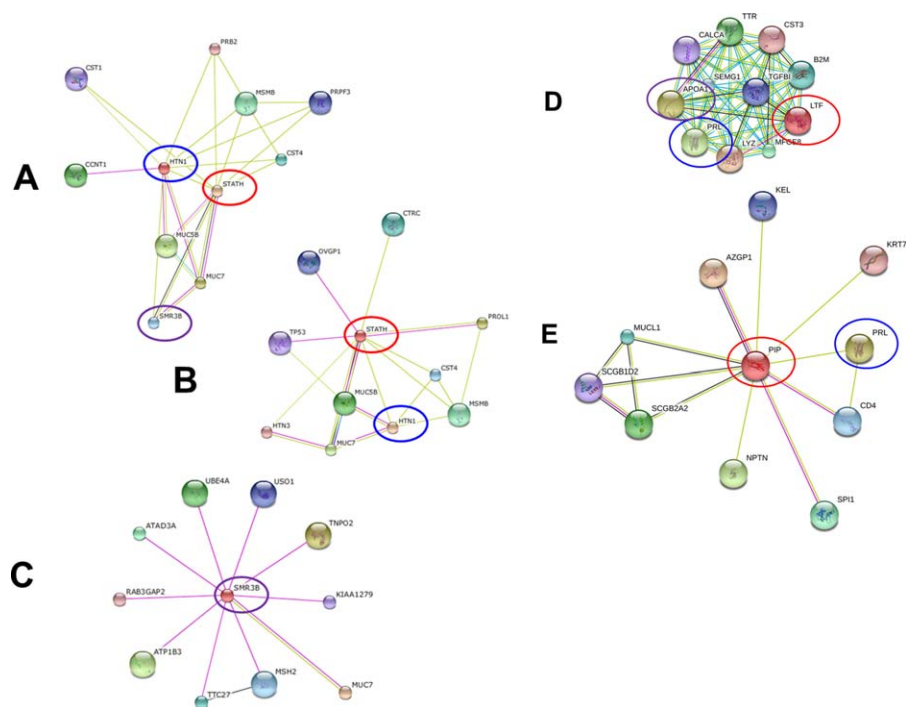 A
PRB2
CST1
MSMB
PRPF3
HTN1
CST4
CCNT1
STATH
MUC5B
MUC7
SMR3B
B
CTRC
OVGP1
PROL1
STATH
TP53
CST4
MUC5B
MSMB
HTN1
HTN3
MUC7
C
UBE4A
USO1
TNPO2
ATAD3A
SMR3B
RAB3GAP2
KIAA1279
ATP1B3
MSH2
MUC7
TTC27
D
TTR
CST3
CALCA
B2M
SEMG1
TGFBI
APOA1
LTF
PRL
LYZ
MFGE8
E
KEL
KRT7
AZGP1
MUCL1
PRL
PIP
SCGB1D2
SCGB2A2
CD4
NPTN
SPI1